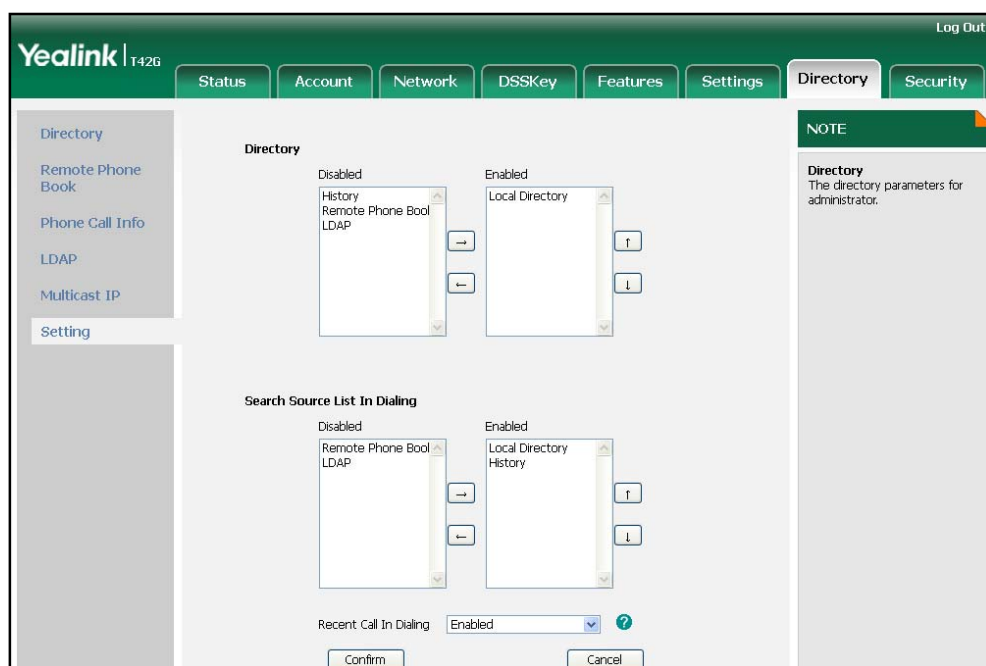 Log Out
Yealink | T42G
Status Account Network DSSKey Features Settings Directory Security
Directory
Remote Phone Book
Phone Call Info
LDAP
Multicast IP
Setting
Directory
Disabled Enabled
History
Remote Phone Bool
LDAP
Local Directory
→ ↑
← ↓
Search Source List In Dialing
Disabled Enabled
Remote Phone Bool
LDAP
Local Directory
History
→ ↑
← ↓
Recent Call In Dialing Enabled ?
Confirm Cancel
NOTE
Directory
The directory parameters for
administrator.